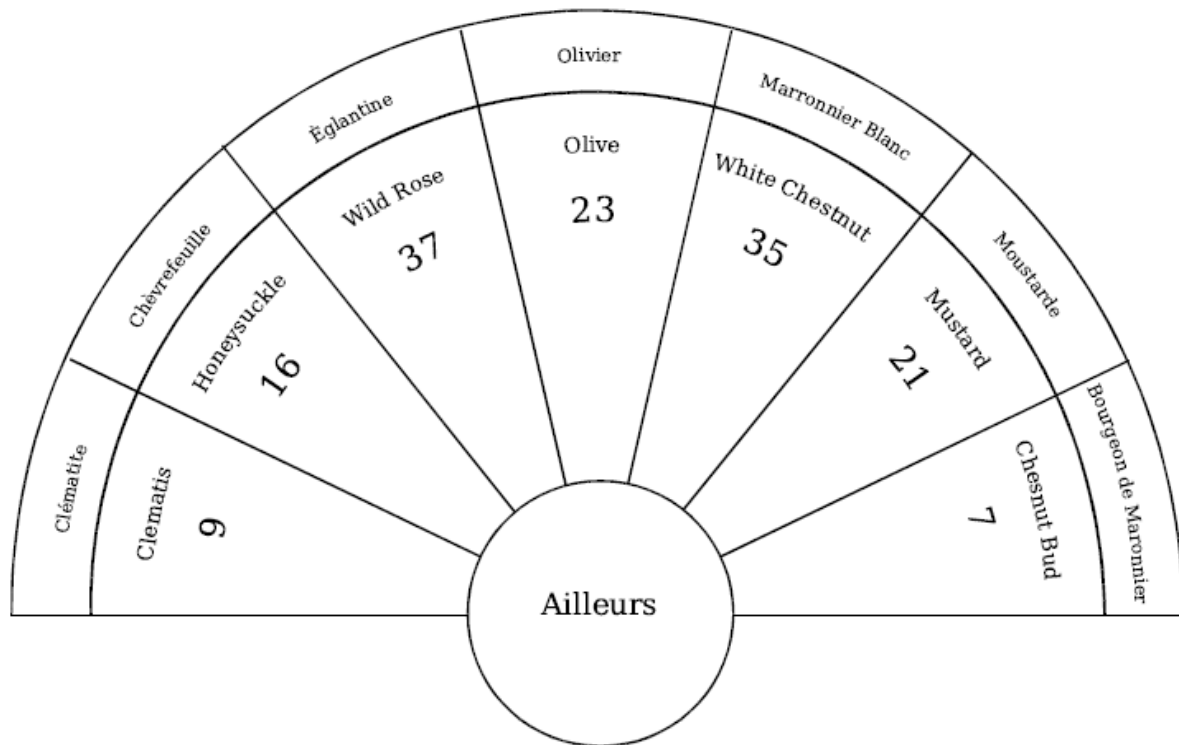 Clématite
Clematis
9
Chèvrefeuille
Honeysuckle
16
Églantine
Wild Rose
37
Olivier
Olive
23
Marronnier Blanc
White Chestnut
35
Moustarde
Mustard
21
Bourgeon de Maronnier
Chesnut Bud
7
Ailleurs